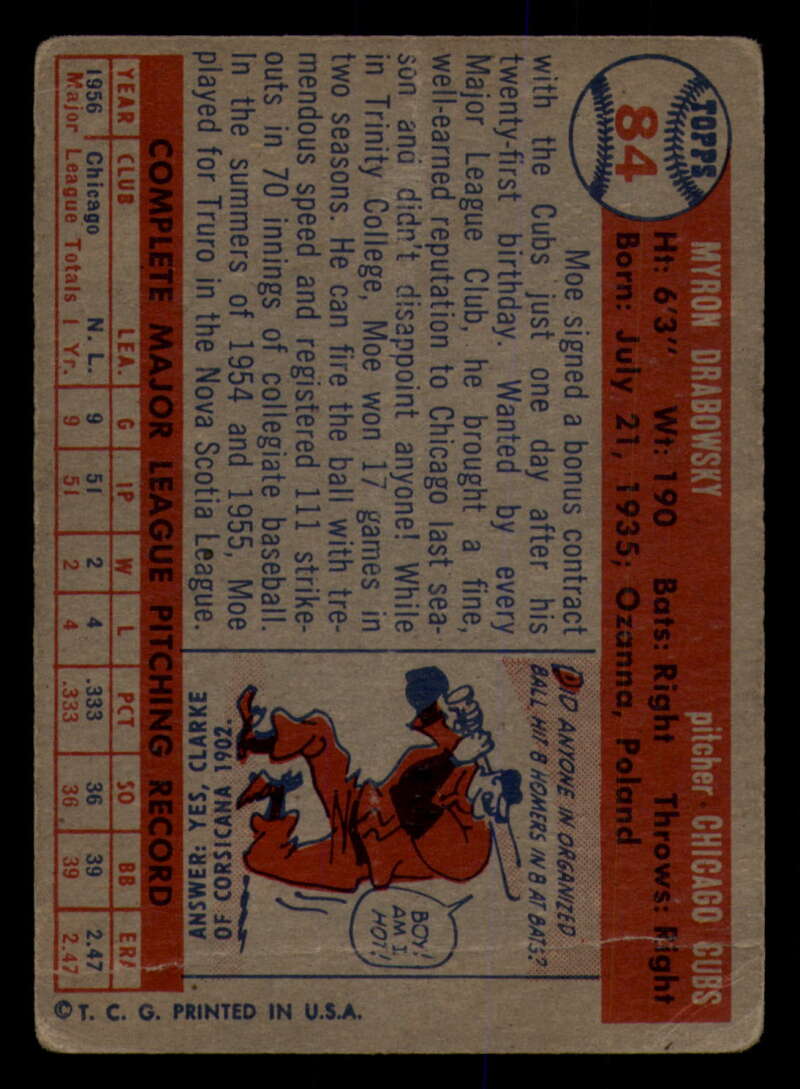 TOPPS
84
MYRON DRABOWSKY
pitcher · CHICAGO CUBS
Ht: 6'3" Wt: 190 Bats: Right Throws: Right
Born: July 21, 1935; Ozanna, Poland
Moe signed a bonus contract
with the Cubs just one day after his
twenty-first birthday. Wanted by every
Major League Club, he brought a fine,
well-earned reputation to Chicago last sea-
son and didn't disappoint anyone! While
in Trinity College, Moe won 17 games in
two seasons. He can fire the ball with tre-
mendous speed and registered 111 strike-
outs in 70 innings of collegiate baseball.
In the summers of 1954 and 1955, Moe
played for Truro in the Nova Scotia League.
DID ANYONE IN ORGANIZED
BALL HIT 8 HOMERS IN 8 AT BATS?
BOY!
AM I
HOT!
ANSWER: YES, CLARKE
OF CORSICANA 1902.
COMPLETE MAJOR LEAGUE PITCHING RECORD
YEAR CLUB LEA. G IP W L PCT SO BB ERA
1956 Chicago N. L. 9 51 2 4 .333 36 39 2.47
Major League Totals 1 Yr. 9 51 2 4 .333 36 39 2.47
© T. C. G. PRINTED IN U.S.A.